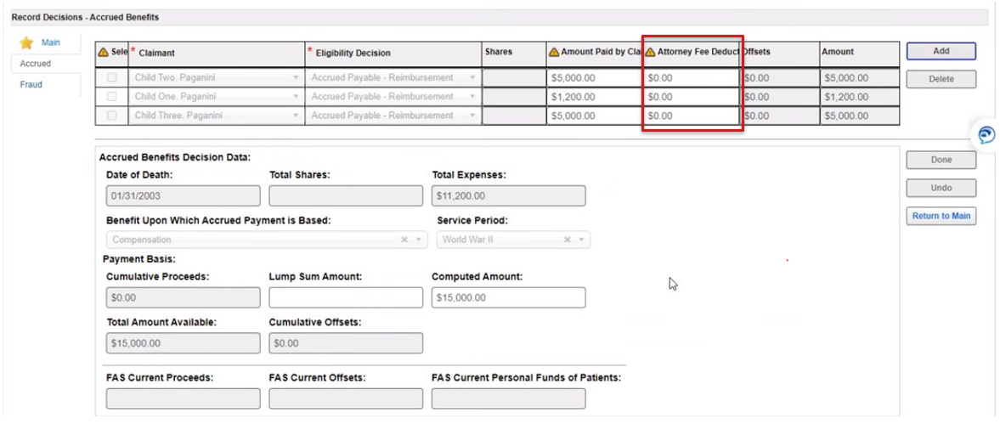 Record Decisions - Accrued Benefits
Main
Accrued
Fraud
Sele * Claimant * Eligibility Decision Shares Amount Paid by Cla Attorney Fee Deduct Offsets Amount
Child Two. Paganini Accrued Payable - Reimbursement $5,000.00 $0.00 $0.00 $5,000.00
Child One. Paganini Accrued Payable - Reimbursement $1,200.00 $0.00 $0.00 $1,200.00
Child Three. Paganini Accrued Payable - Reimbursement $5,000.00 $0.00 $0.00 $5,000.00
Add
Delete
Accrued Benefits Decision Data:
Date of Death: Total Shares: Total Expenses:
01/31/2003 $11,200.00
Benefit Upon Which Accrued Payment is Based: Service Period:
Compensation World War II
Payment Basis:
Cumulative Proceeds: Lump Sum Amount: Computed Amount:
$0.00 $15,000.00
Total Amount Available: Cumulative Offsets:
$15,000.00 $0.00
FAS Current Proceeds: FAS Current Offsets: FAS Current Personal Funds of Patients:
Done
Undo
Return to Main